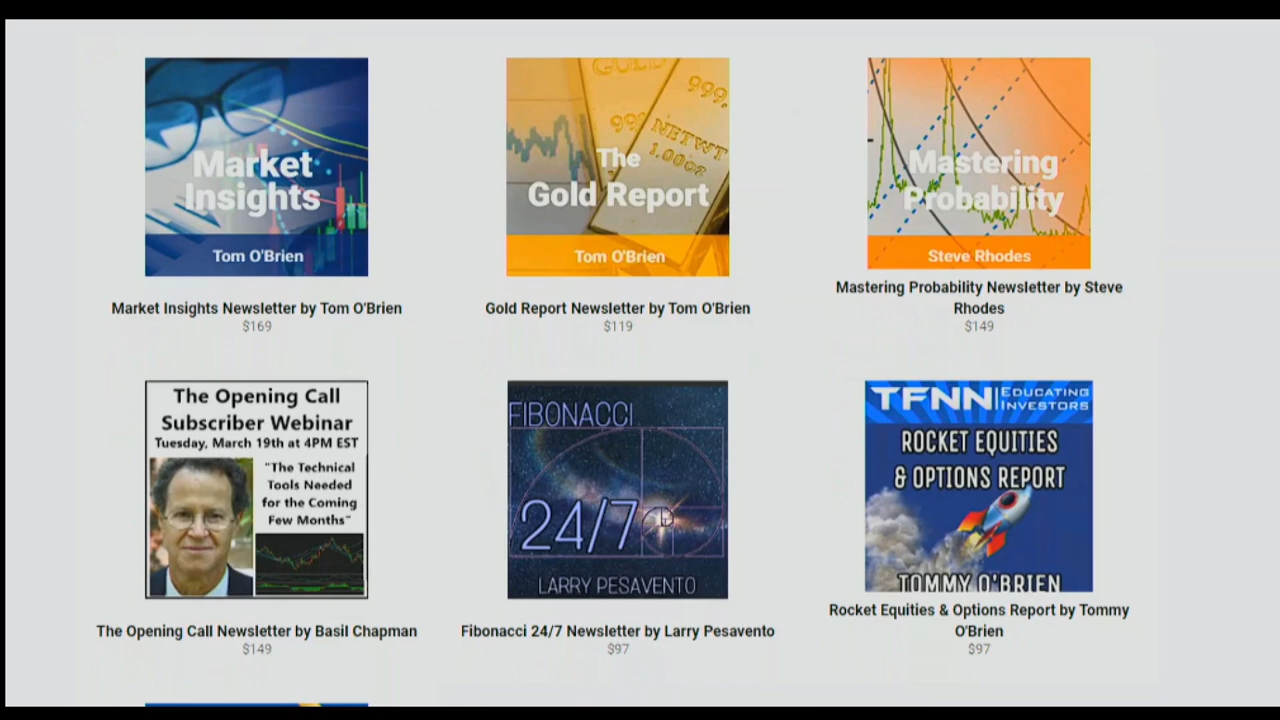 Market
Insights
Tom O'Brien
Market Insights Newsletter by Tom O'Brien
$169
GOLD
999,
999
NETWT
1.00OZ
The
Gold Report
Tom O'Brien
Gold Report Newsletter by Tom O'Brien
$119
Mastering
Probability
Steve Rhodes
Mastering Probability Newsletter by Steve
Rhodes
$149
The Opening Call
Subscriber Webinar
Tuesday, March 19th at 4PM EST
"The Technical
Tools Needed
for the Coming
Few Months"
The Opening Call Newsletter by Basil Chapman
$149
FIBONACCI
24/7
LARRY PESAVENTO
Fibonacci 24/7 Newsletter by Larry Pesavento
$97
TFNN EDUCATING
INVESTORS
ROCKET EQUITIES
& OPTIONS REPORT
TOMMY O'BRIEN
Rocket Equities & Options Report by Tommy
O'Brien
$97